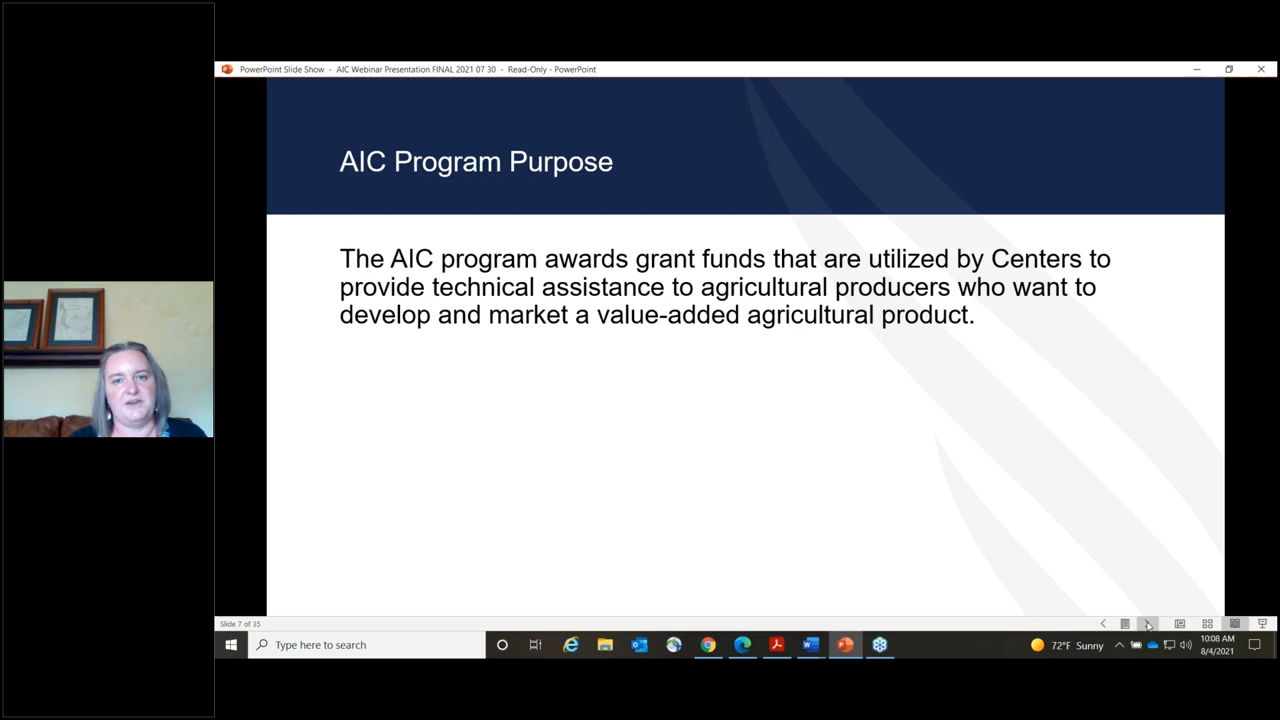 PowerPoint Slide Show - AIC Webinar Presentation FINAL 2021 07 30 - Read-Only - PowerPoint
AIC Program Purpose
The AIC program awards grant funds that are utilized by Centers to
provide technical assistance to agricultural producers who want to
develop and market a value-added agricultural product.
Slide 7 of 35
Type here to search
72°F Sunny
10:08 AM
8/4/2021